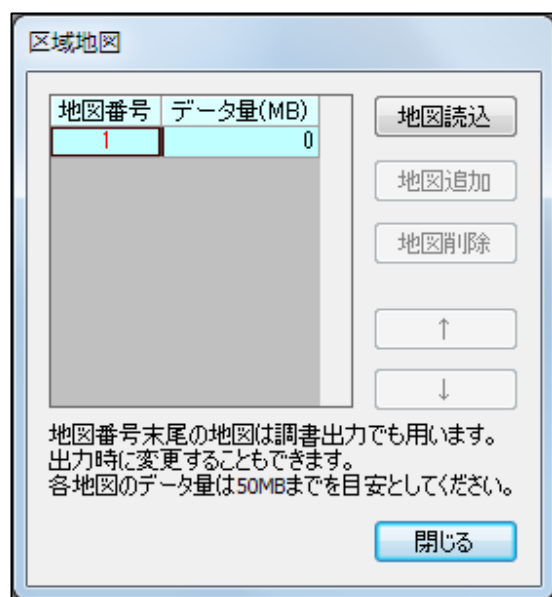 区域地図
地図番号 データ量(MB)
1 0
地図読込
地図追加
地図削除
↑
↓
地図番号末尾の地図は調書出力でも用います。
出力時に変更することもできます。
各地図のデータ量は50MBまでを目安としてください。
閉じる